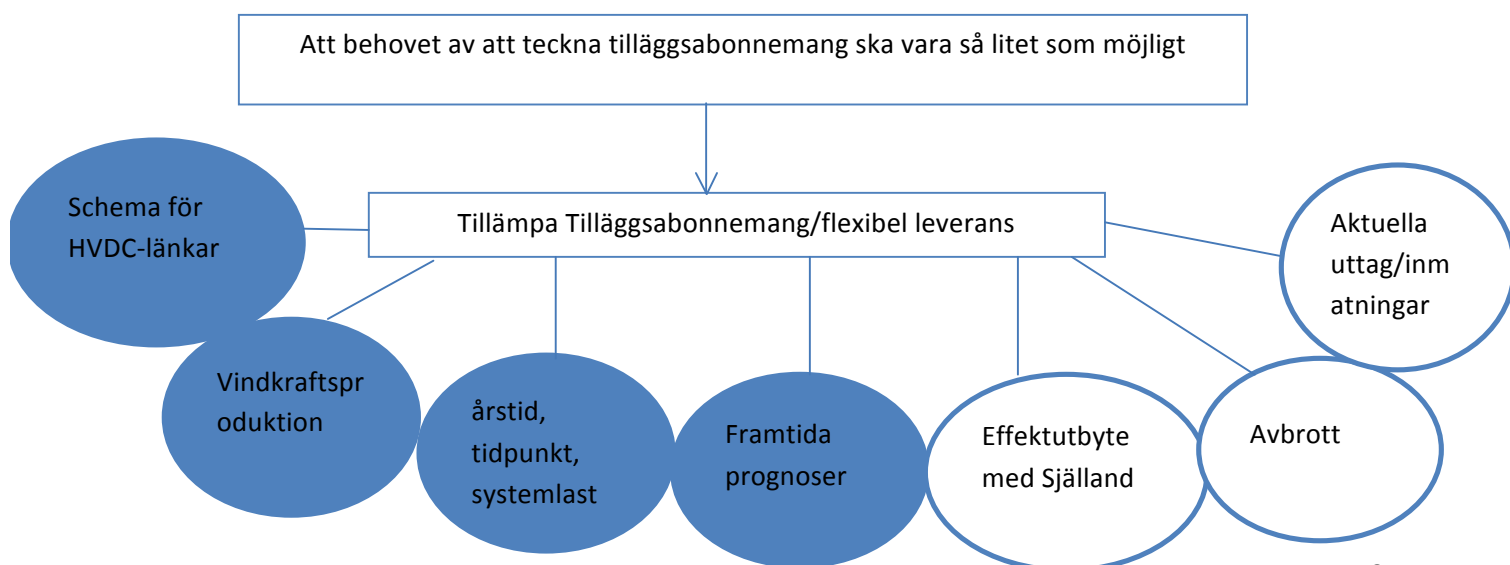 Att behovet av att teckna tilläggsabonnemang ska vara så litet som möjligt
Tillämpa Tilläggsabonnemang/flexibel leverans
Schema för
HVDC-länkar
Vindkraftspr
oduktion
årstid,
tidpunkt,
systemlast
Framtida
prognoser
Effektutbyte
med Själland
Avbrott
Aktuella
uttag/inm
atningar